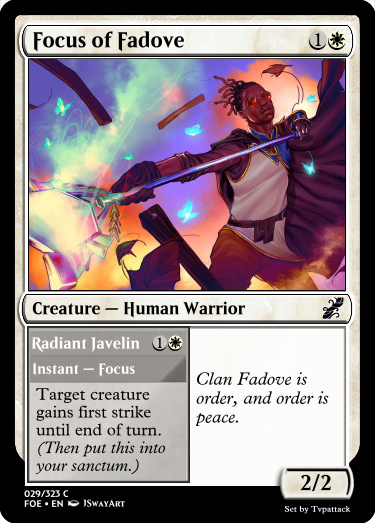 Focus of Fadove 1
Creature — Human Warrior
Radiant Javelin 1
Instant — Focus
Target creature
gains first strike
until end of turn.
(Then put this into
your sanctum.)
Clan Fadove is
order, and order is
peace.
2/2
029/323 C
FOE • EN JSwayArt
Set by Tvpattack